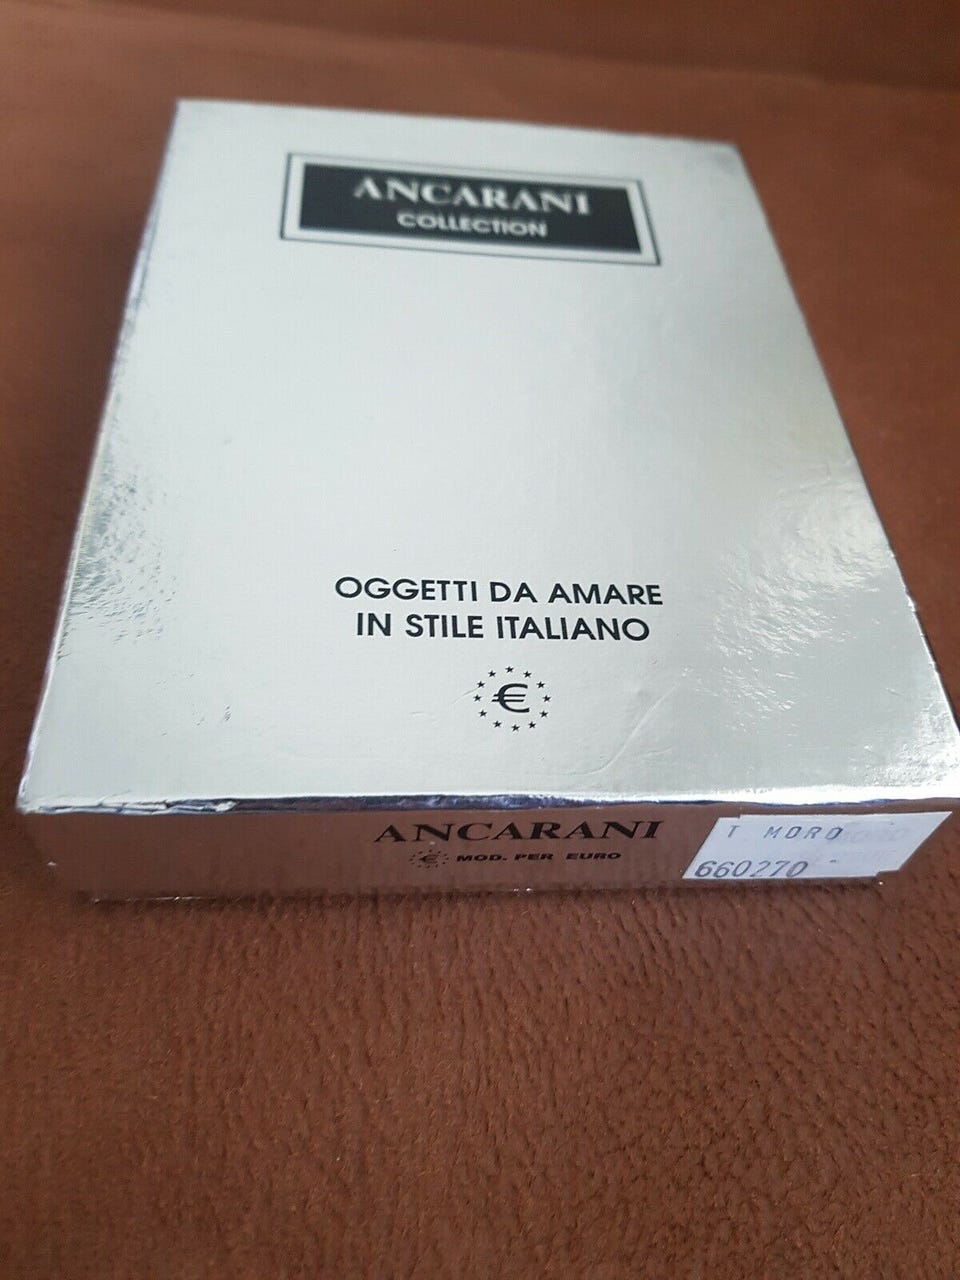 ANCARANI
COLLECTION
OGGETTI DA AMARE
IN STILE ITALIANO
€
ANCARANI
€ MOD. PER EURO
T MORO
660270